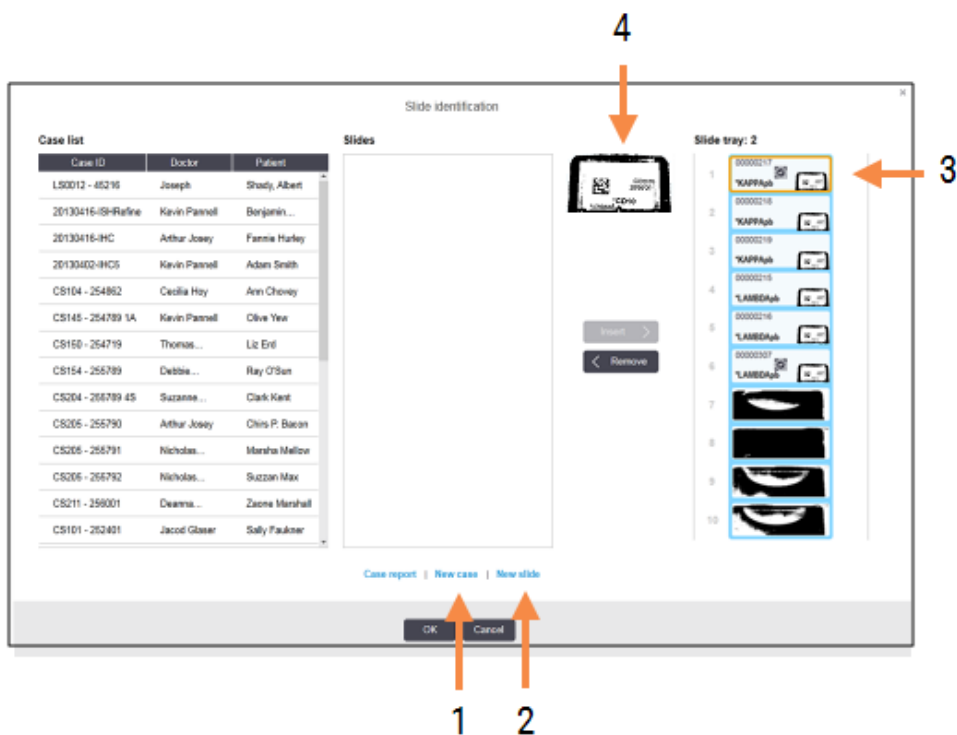 4
Slide identification
Case list
Slides
Slide tray: 2
Case ID Doctor Patient
LS0012 - 45216 Joseph Shady, Albert
20130416-ISHRefine Kevin Pannell Benjamin...
20130416-IHC Arthur Josey Fannie Hurley
20130402-IHC5 Kevin Pannell Adam Smith
CS104 - 254862 Cecilia Hoy Ann Chovey
CS145 - 254789 1A Kevin Pannell Olive Yew
CS150 - 254719 Thomas... Liz Erd
CS154 - 255789 Debbie... Ray O'Sun
CS204 - 255789 4S Suzanne... Clark Kent
CS205 - 255790 Arthur Josey Chirs P. Bacon
CS205 - 255791 Nicholas... Marsha Mellow
CS205 - 255792 Nicholas... Suzzan Max
CS211 - 256001 Deanna... Zaone Marshall
CS101 - 252401 Jacod Glaser Sally Faulkner
*CD10
Insert >
< Remove
1
00000217
*KAPPApb
3
2
00000218
*KAPPApb
3
00000219
*KAPPApb
4
00000215
*LAMBDApb
5
00000216
*LAMBDApb
6
00000307
*LAMBDApb
7
8
9
10
Case report | New case | New slide
OK Cancel
1 2